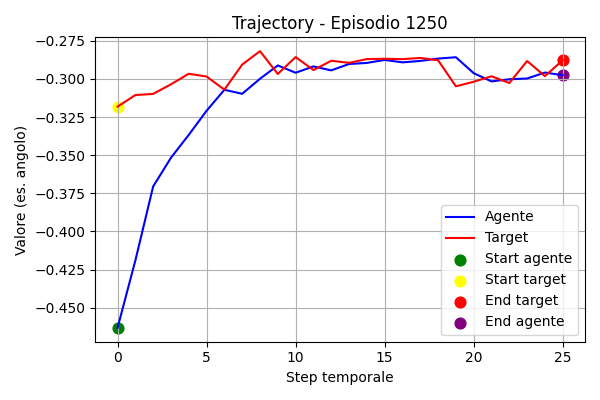 Trajectory - Episodio 1250
Valore (es. angolo)
−0.275
−0.300
−0.325
−0.350
−0.375
−0.400
−0.425
−0.450
0 5 10 15 20 25
Step temporale
Agente
Target
Start agente
Start target
End target
End agente